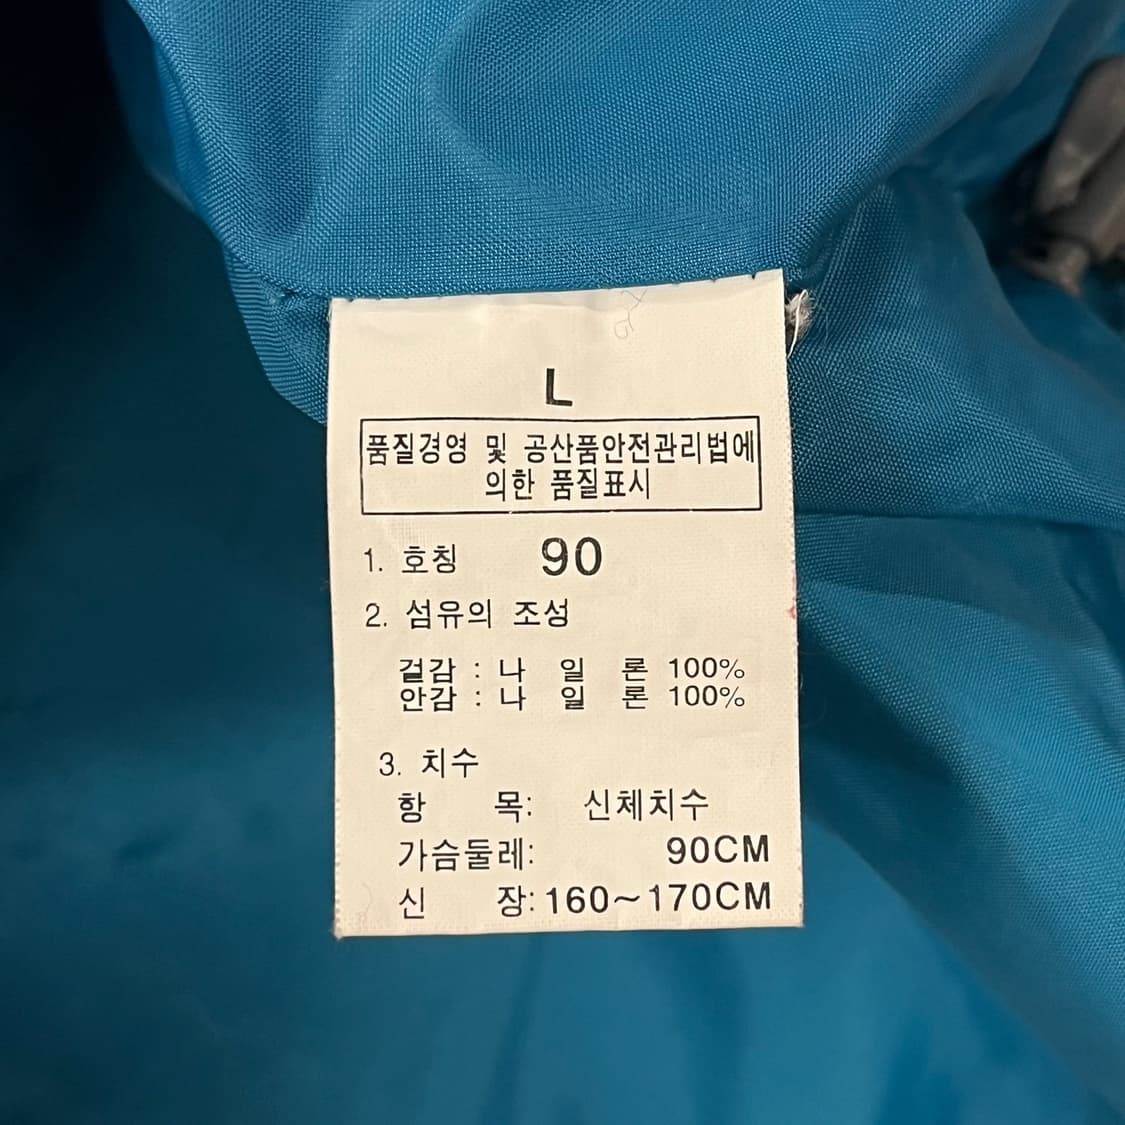 L
품질경영 및 공산품안전관리법에
의한 품질표시
1. 호칭 90
2. 섬유의 조성
겉감 : 나 일 론 100%
안감 : 나 일 론 100%
3. 치수
항 목: 신체치수
가슴둘레: 90CM
신 장: 160~170CM